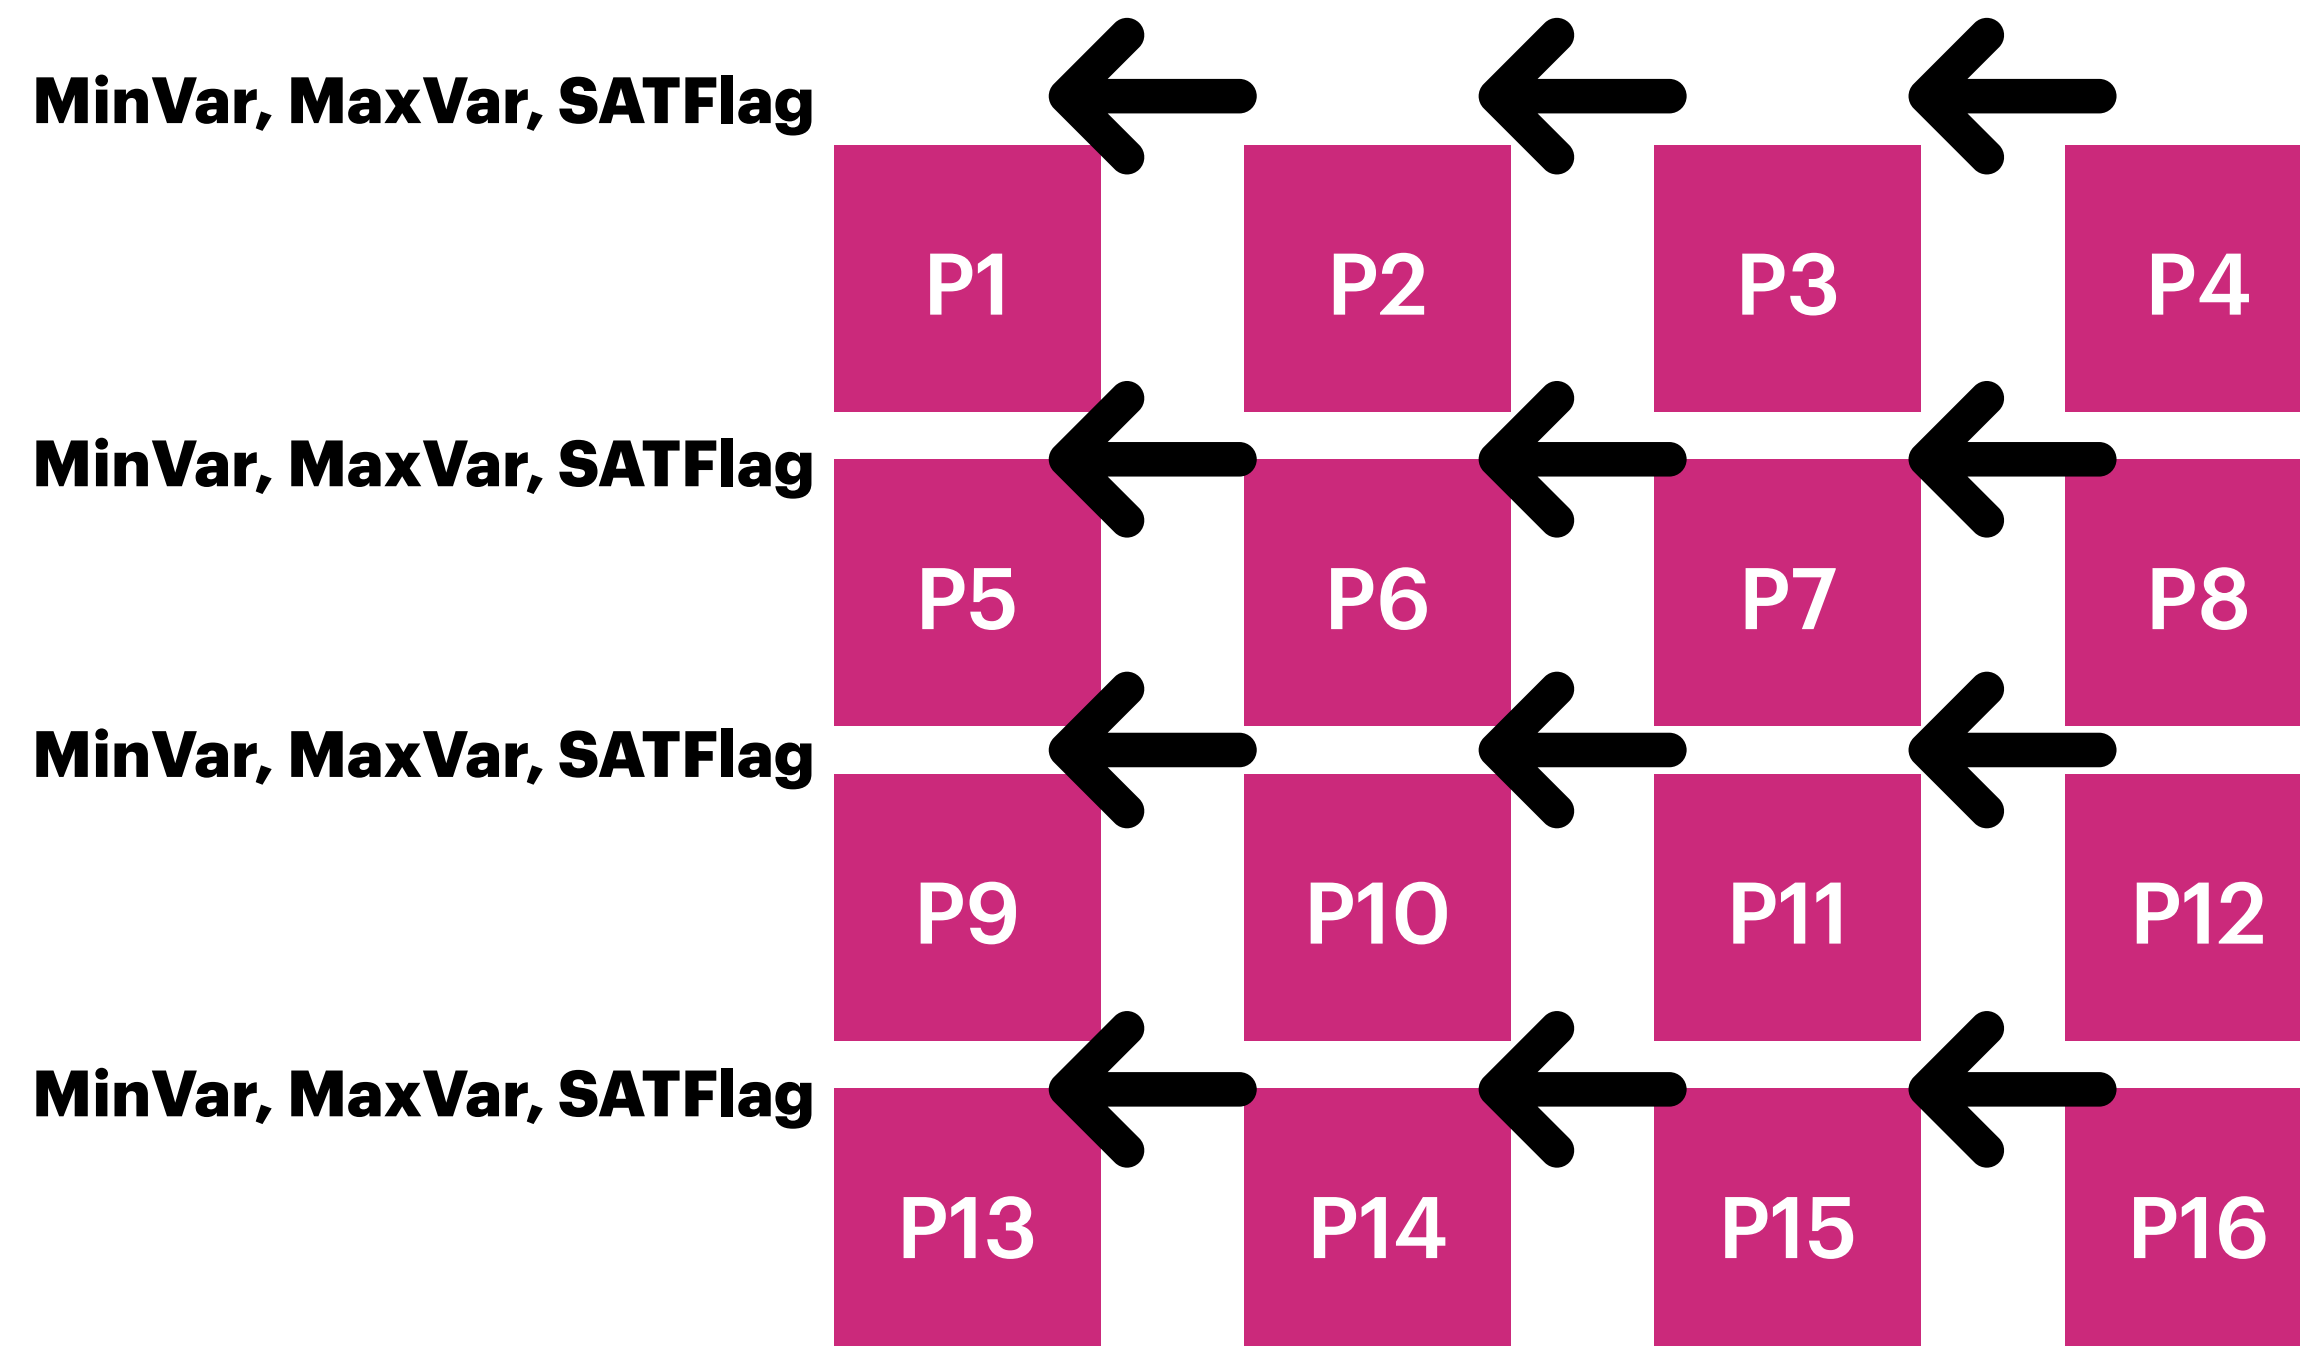 MinVar, MaxVar, SATFlag
P1 P2 P3 P4
MinVar, MaxVar, SATFlag
P5 P6 P7 P8
MinVar, MaxVar, SATFlag
P9 P10 P11 P12
MinVar, MaxVar, SATFlag
P13 P14 P15 P16